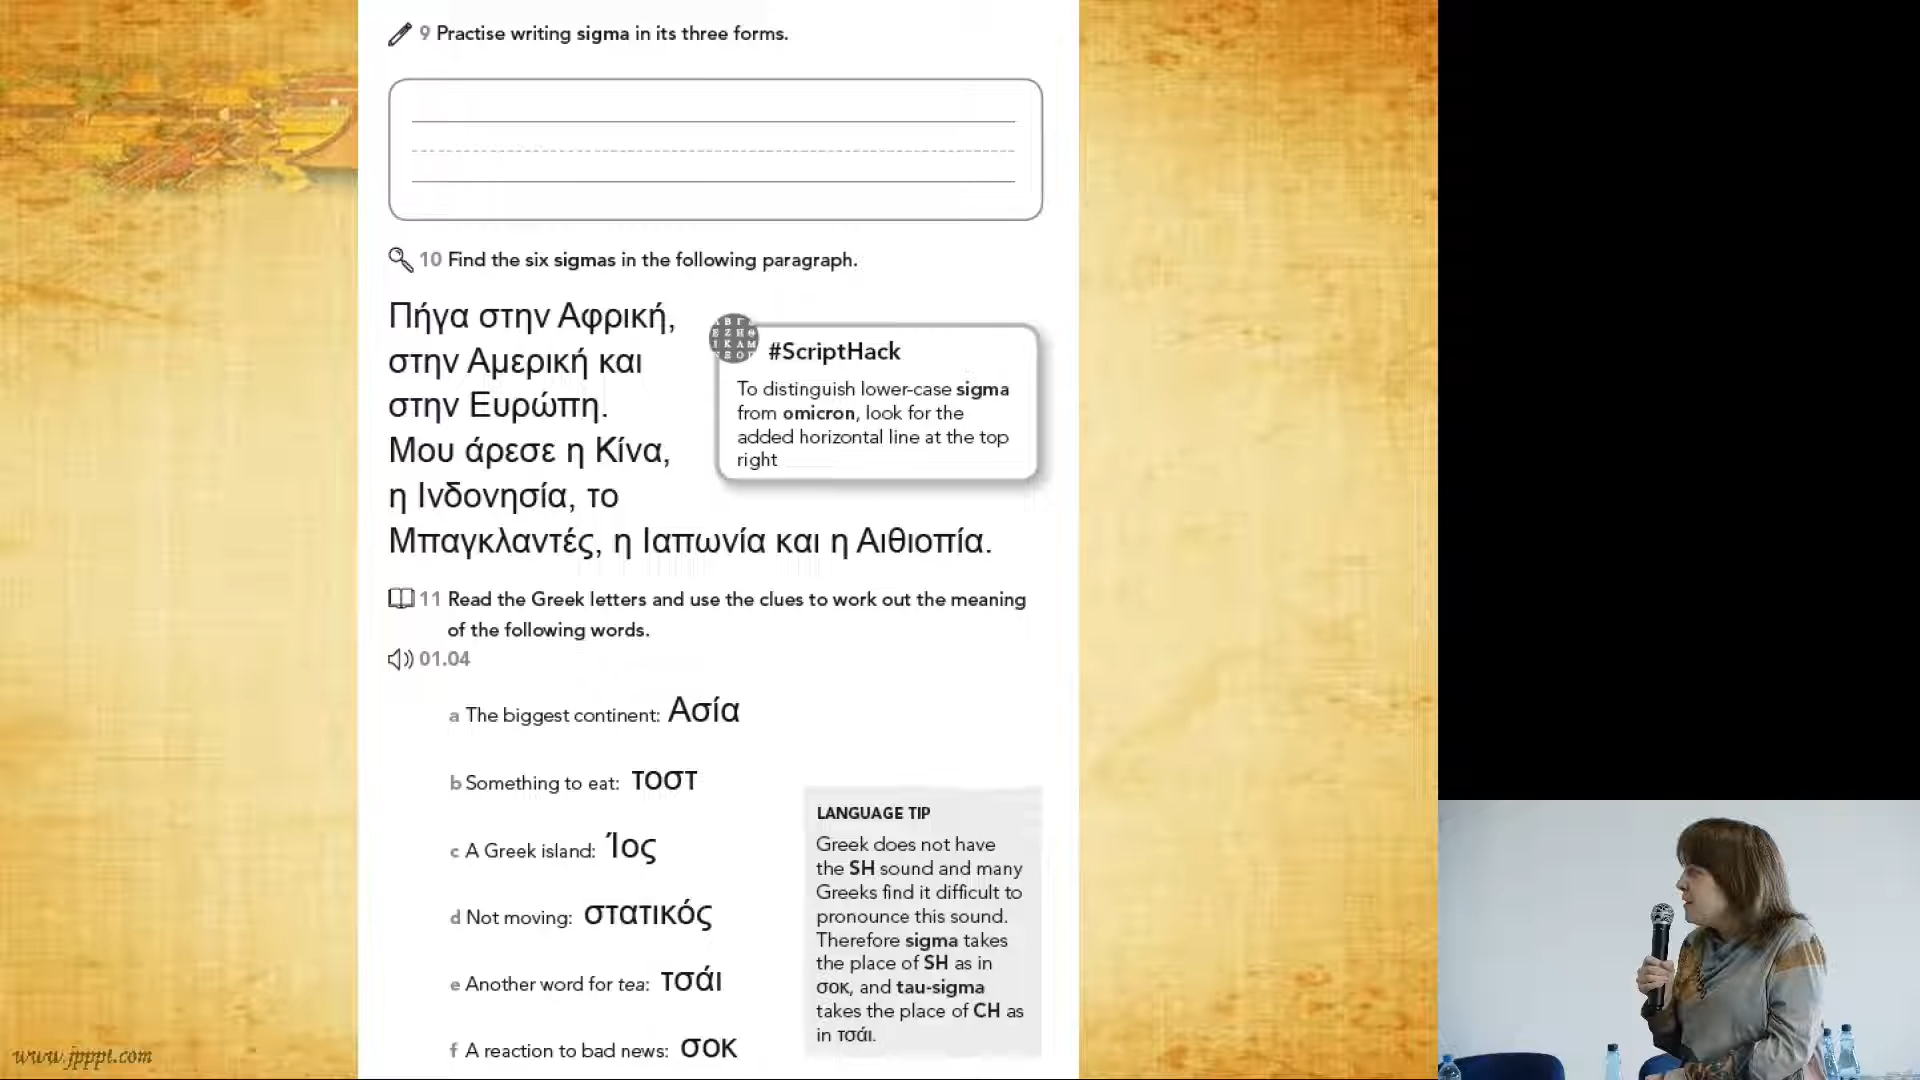 9 Practise writing sigma in its three forms.
10 Find the six sigmas in the following paragraph.
Πήγα στην Αφρική,
στην Αμερική και
στην Ευρώπη.
Μου άρεσε η Κίνα,
η Ινδονησία, το
Μπαγκλαντές, η Ιαπωνία και η Αιθιοπία.
#ScriptHack
To distinguish lower-case sigma
from omicron, look for the
added horizontal line at the top
right
11 Read the Greek letters and use the clues to work out the meaning
of the following words.
01.04
a The biggest continent: Ασία
b Something to eat: τοστ
c A Greek island: Ίος
d Not moving: στατικός
e Another word for tea: τσάι
f A reaction to bad news: σοκ
LANGUAGE TIP
Greek does not have
the SH sound and many
Greeks find it difficult to
pronounce this sound.
Therefore sigma takes
the place of SH as in
σοκ, and tau-sigma
takes the place of CH as
in τσάι.
www.jpppt.com